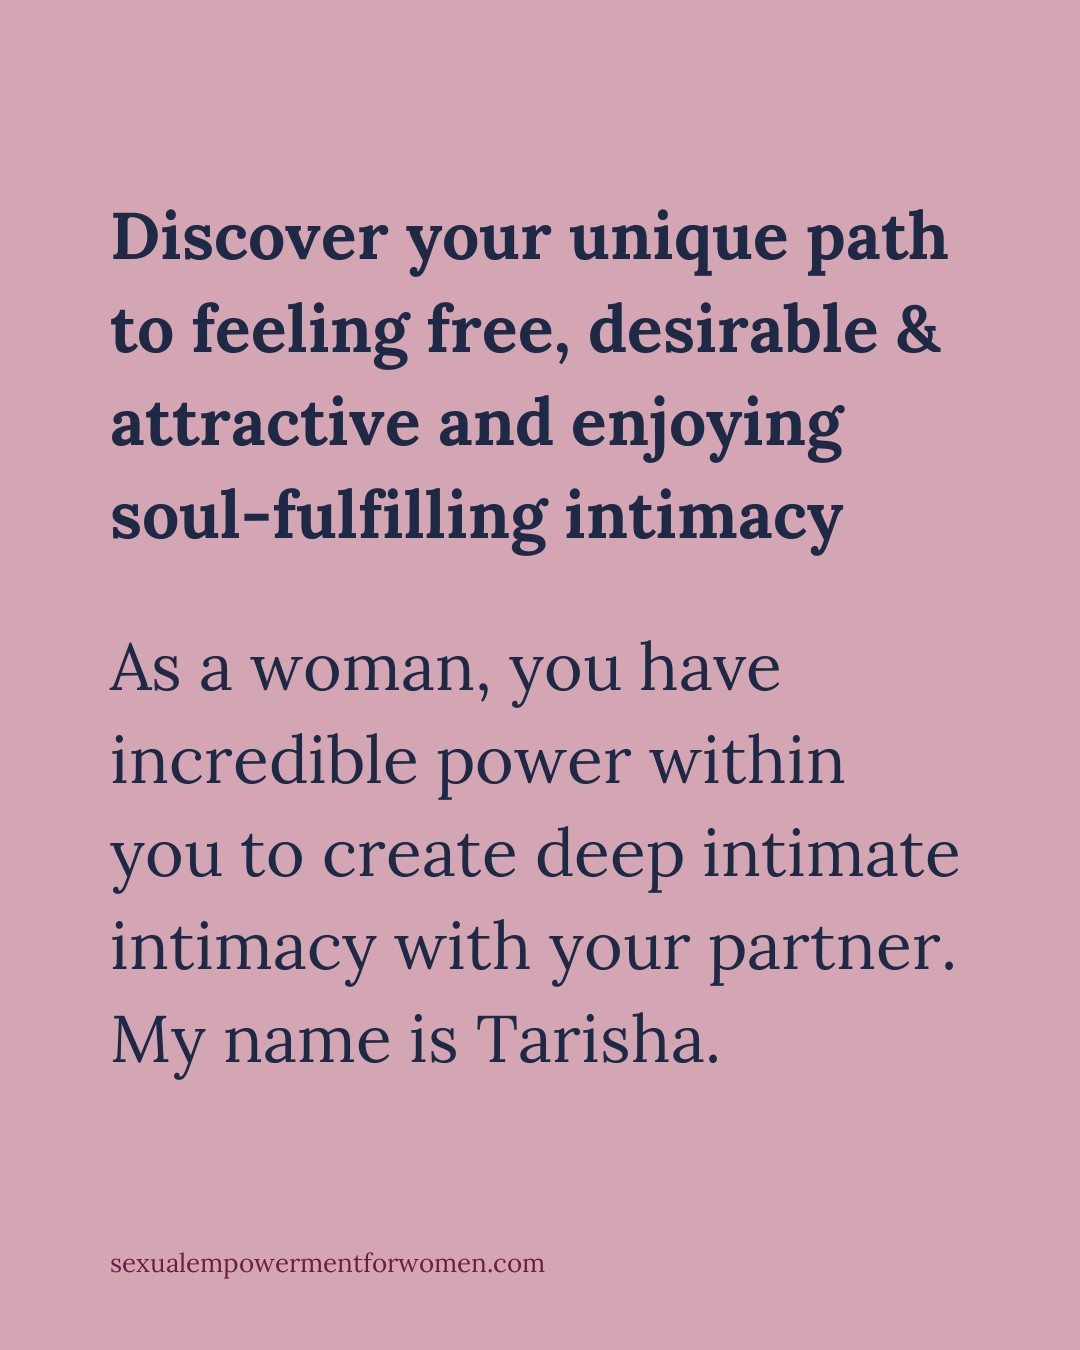 Discover your unique path
to feeling free, desirable &
attractive and enjoying
soul-fulfilling intimacy
As a woman, you have
incredible power within
you to create deep intimate
intimacy with your partner.
My name is Tarisha.
sexualempowermentforwomen.com